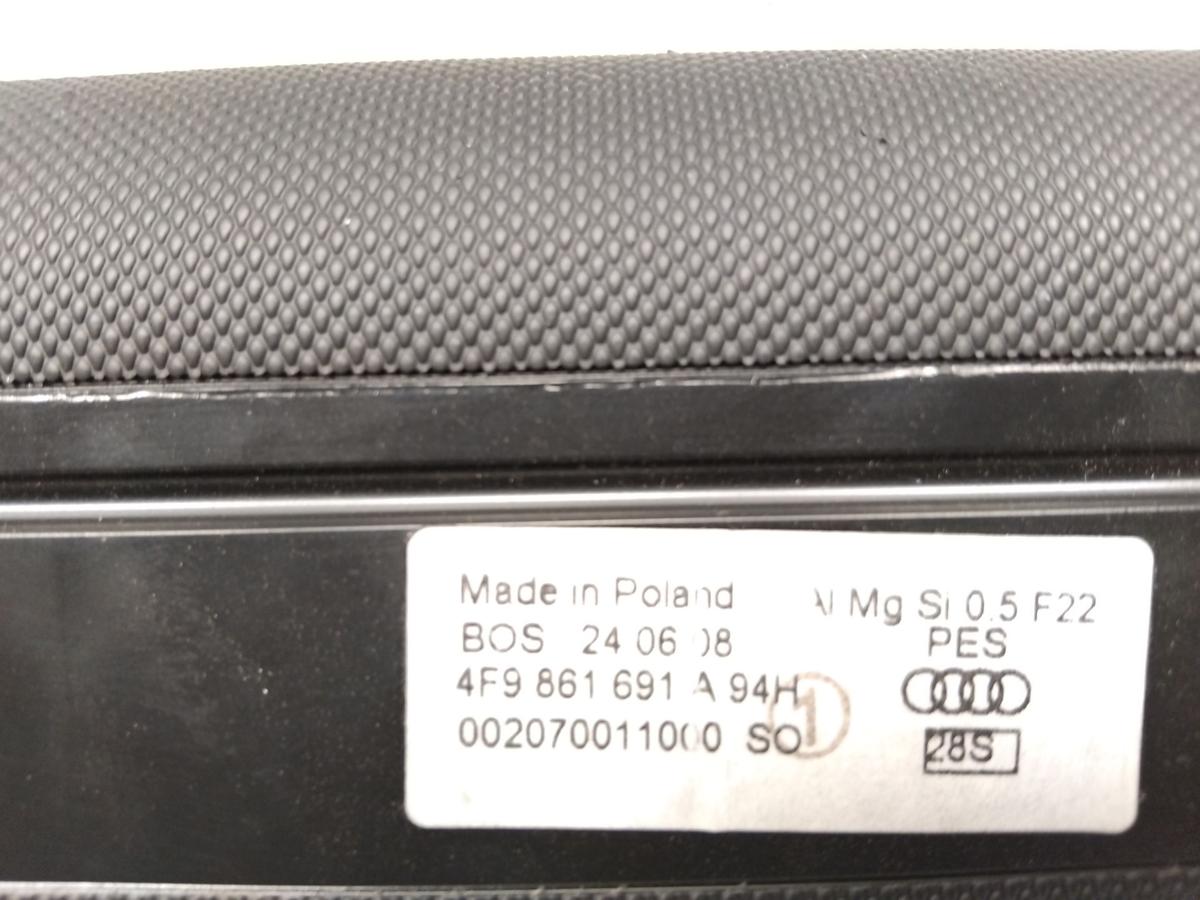 Made in Poland
BOS 24 06 08
4F9 861 691 A 94H
002070011000 SO
1
Al Mg Si 0.5 F22
PES
28S